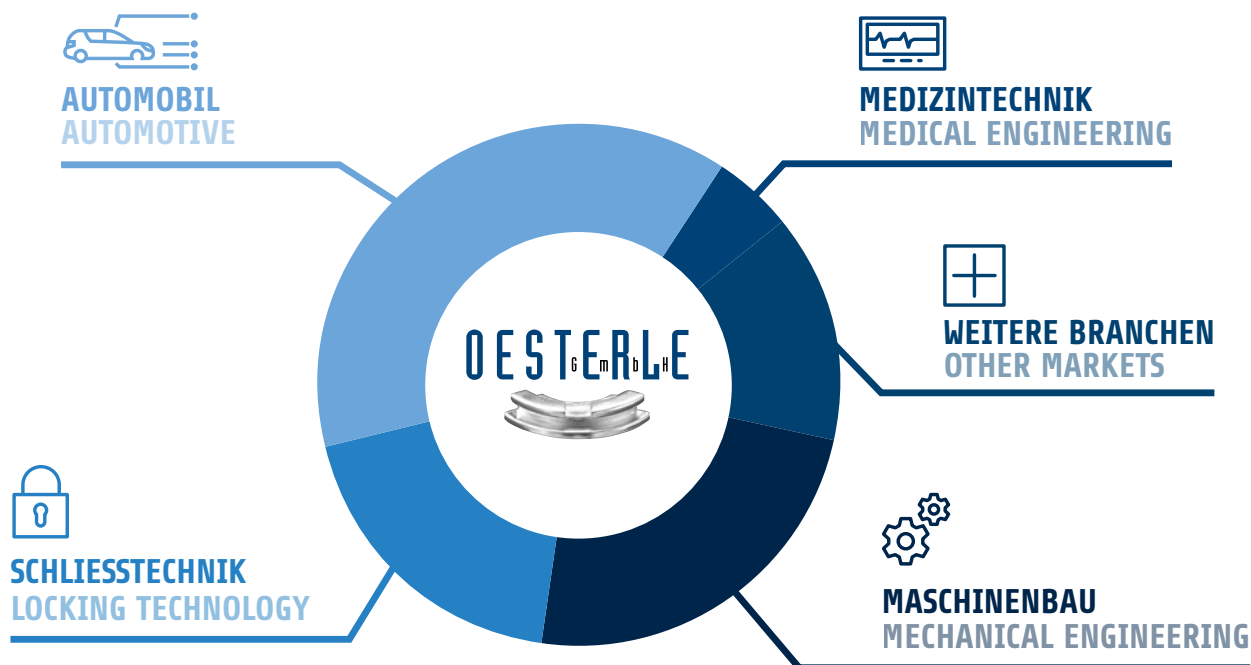 AUTOMOBIL
AUTOMOTIVE
MEDIZINTECHNIK
MEDICAL ENGINEERING
WEITERE BRANCHEN
OTHER MARKETS
OESTERLE
GmbH
SCHLIESSTECHNIK
LOCKING TECHNOLOGY
MASCHINENBAU
MECHANICAL ENGINEERING